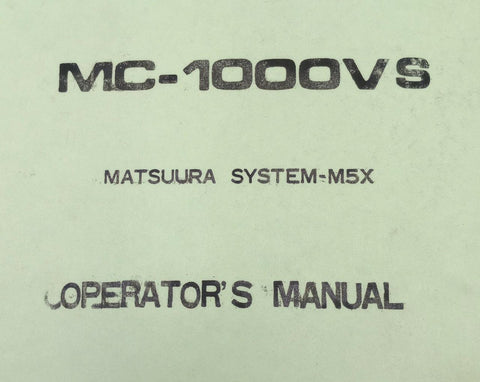 MC-1000VS
MATSUURA SYSTEM-M5X
OPERATOR'S MANUAL